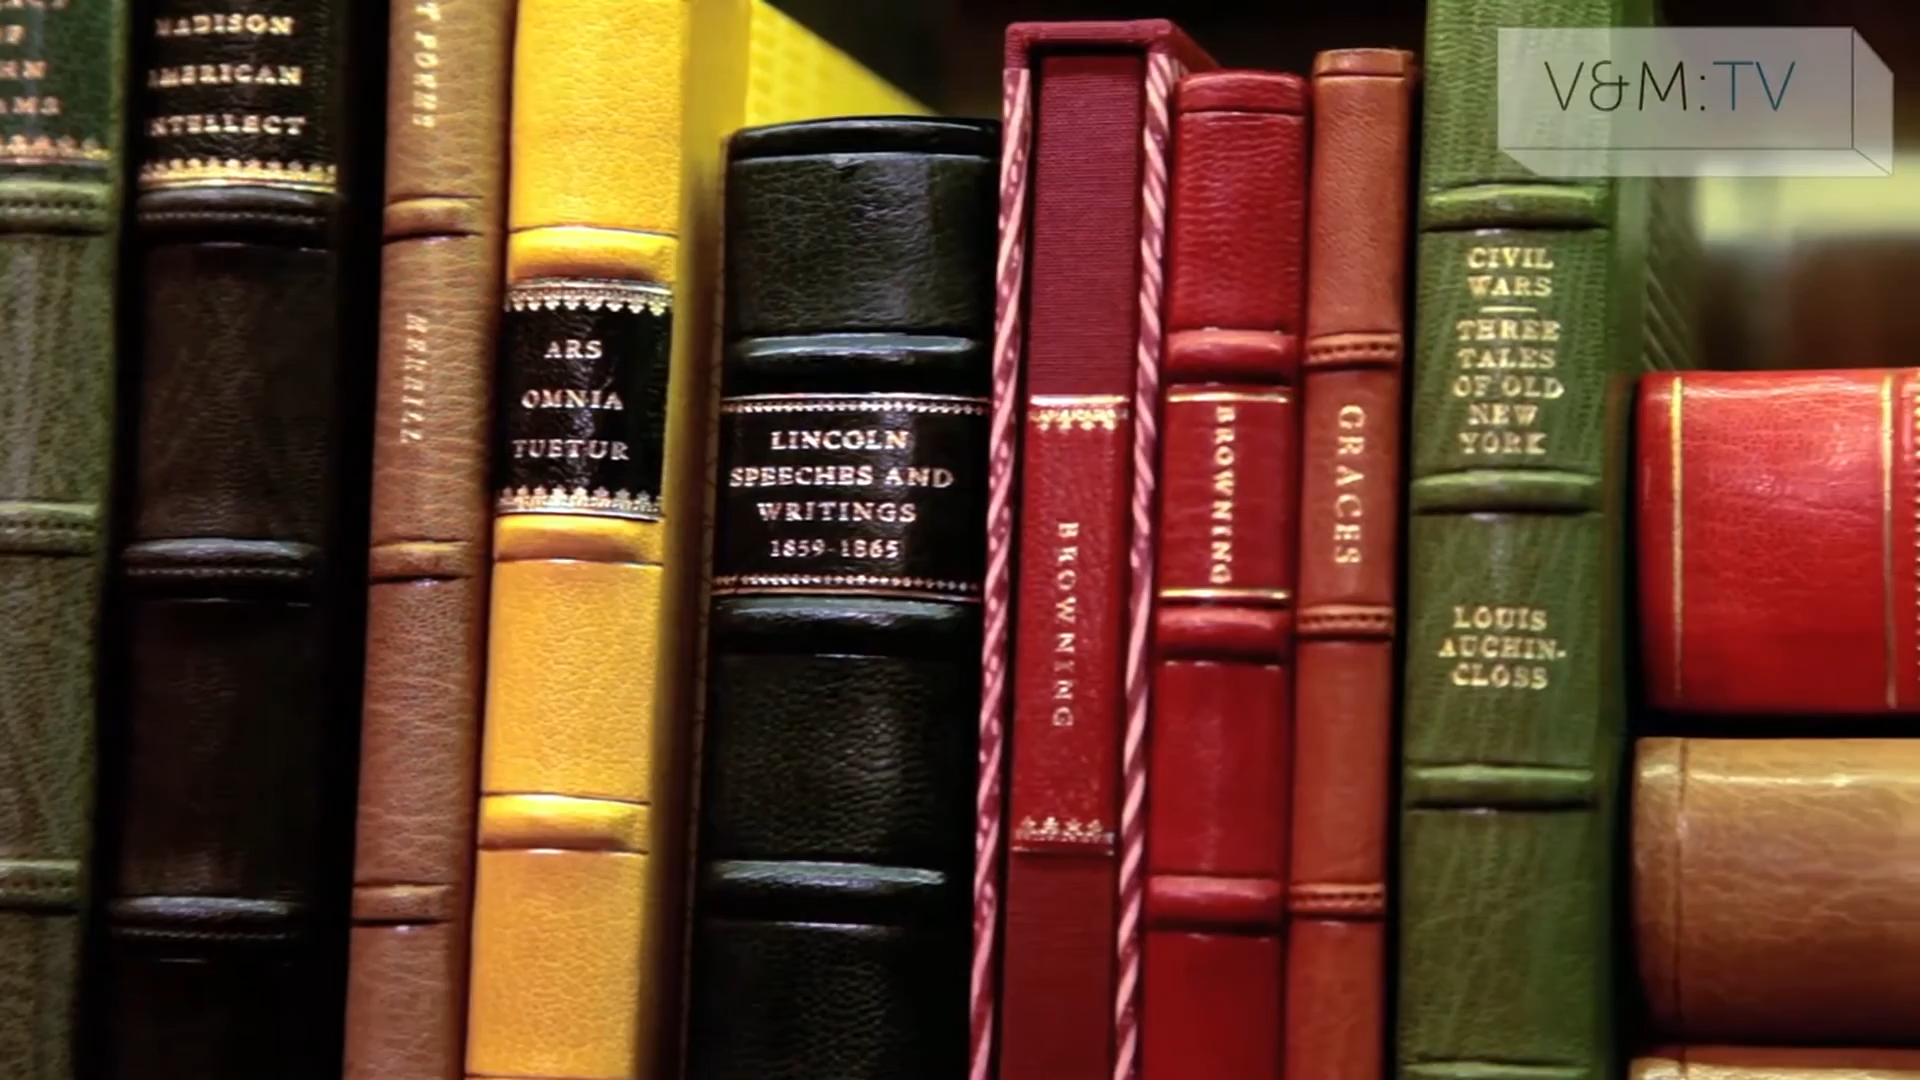 MADISON
AMERICAN
INTELLECT
MERRILL
ARS
OMNIA
TUETUR
LINCOLN
SPEECHES AND
WRITINGS
1859-1865
BROWNING
BROWNING
GRACES
CIVIL
WARS
THREE
TALES
OF OLD
NEW
YORK
LOUIS
AUCHIN-
CLOSS
V&M:TV